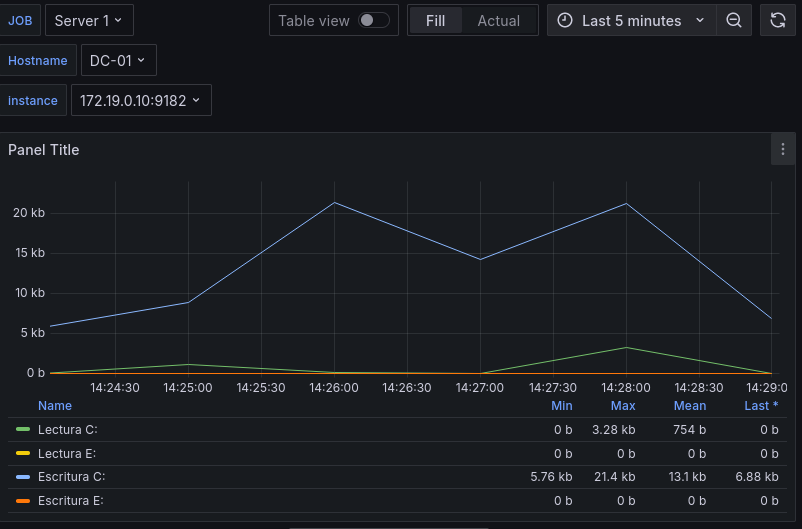 JOB Server 1 Table view Fill Actual Last 5 minutes
Hostname DC-01
instance 172.19.0.10:9182
Panel Title
20 kb
15 kb
10 kb
5 kb
0 b
14:24:30 14:25:00 14:25:30 14:26:00 14:26:30 14:27:00 14:27:30 14:28:00 14:28:30 14:29:0
Name Min Max Mean Last *
Lectura C: 0 b 3.28 kb 754 b 0 b
Lectura E: 0 b 0 b 0 b 0 b
Escritura C: 5.76 kb 21.4 kb 13.1 kb 6.88 kb
Escritura E: 0 b 0 b 0 b 0 b